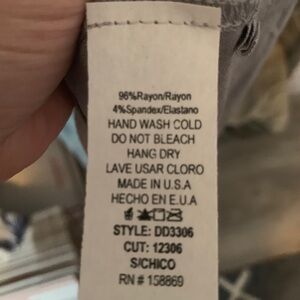 96%Rayon/Rayon
4%Spandex/Elastano
HAND WASH COLD
DO NOT BLEACH
HANG DRY
LAVE USAR CLORO
MADE IN U.S.A
HECHO EN E.U.A
STYLE: DD3306
CUT: 12306
S/CHICO
RN# 158869